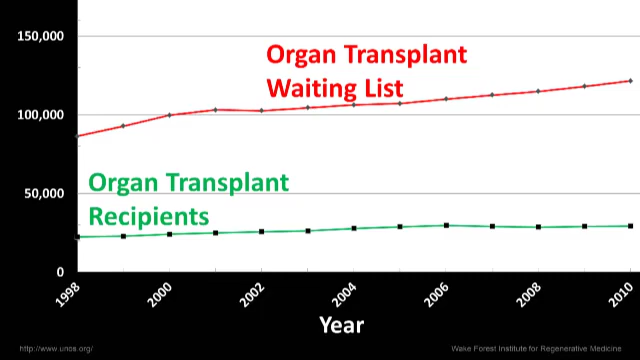 150,000
Organ Transplant
Waiting List
100,000
Organ Transplant
Recipients
50,000
0
1998 2000 2002 2004 2006 2008 2010
Year
http://www.unos.org/ Wake Forest Institute for Regenerative Medicine